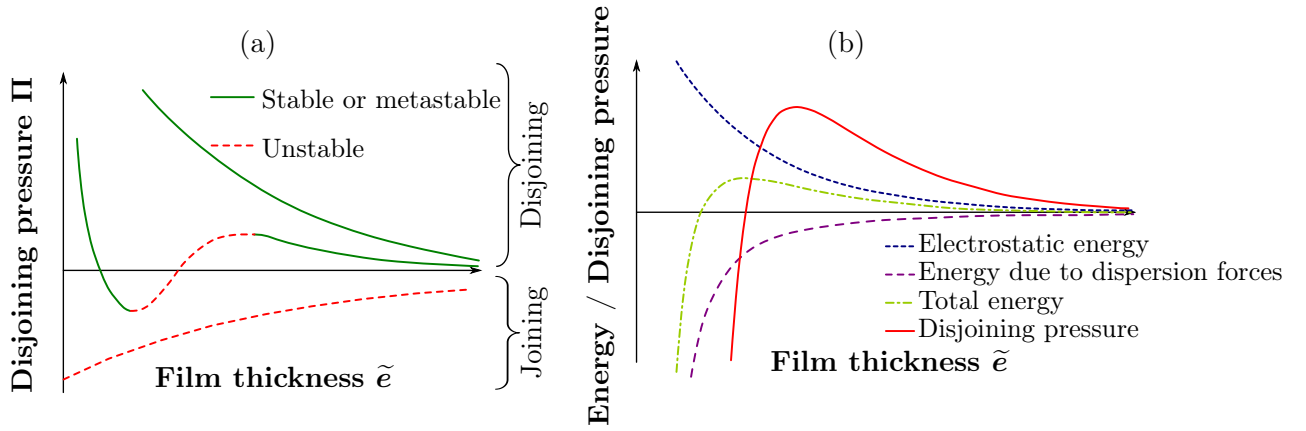 (a)
Disjoining pressure Π
Stable or metastable
Unstable
Disjoining
Joining
Film thickness ẽ
(b)
Energy / Disjoining pressure
Electrostatic energy
Energy due to dispersion forces
Total energy
Disjoining pressure
Film thickness ẽ